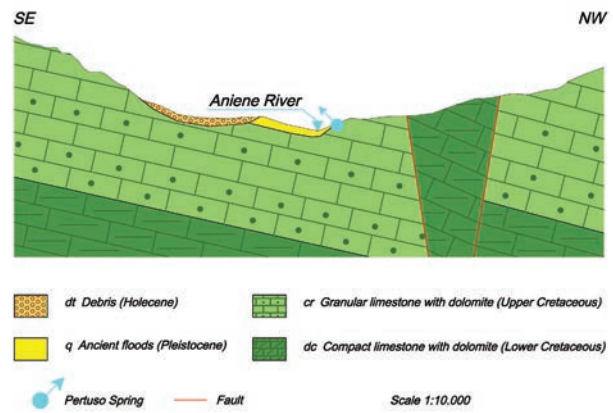 SE
NW
Aniene River
dt Debris (Holecene)
cr Granular limestone with dolomite (Upper Cretaceous)
q Ancient floods (Pleistocene)
dc Compact limestone with dolomite (Lower Cretaceous)
Pertuso Spring
Fault
Scale 1:10.000